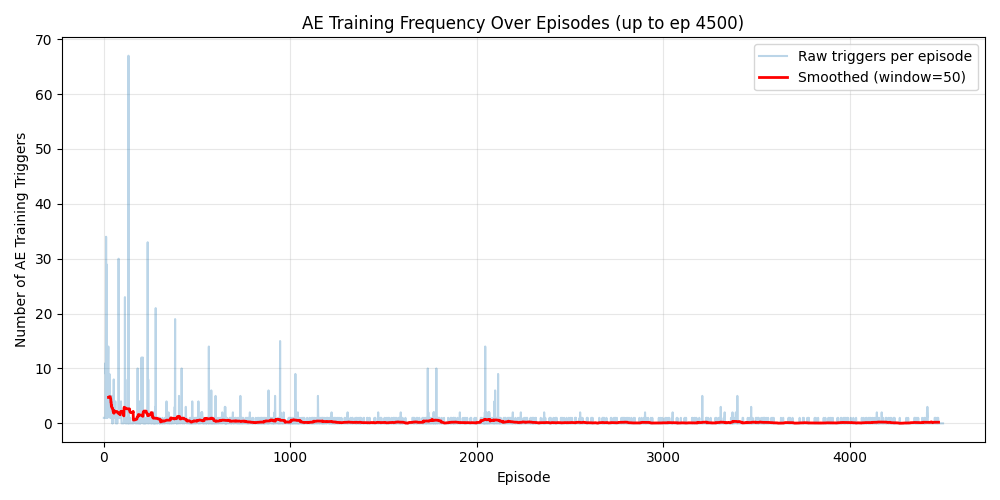 AE Training Frequency Over Episodes (up to ep 4500)
Raw triggers per episode
Smoothed (window=50)
Number of AE Training Triggers
70
60
50
40
30
20
10
0
0 1000 2000 3000 4000
Episode